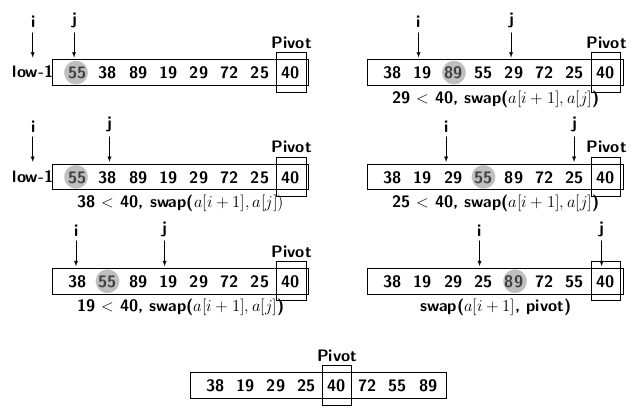 i j
Pivot
low-1 55 38 89 19 29 72 25 40
i j
Pivot
low-1 55 38 89 19 29 72 25 40
38 < 40, swap(a[i + 1], a[j])
i j
Pivot
38 55 89 19 29 72 25 40
19 < 40, swap(a[i + 1], a[j])
i j
Pivot
38 19 89 55 29 72 25 40
29 < 40, swap(a[i + 1], a[j])
i j
Pivot
38 19 29 55 89 72 25 40
25 < 40, swap(a[i + 1], a[j])
i j
38 19 29 25 89 72 55 40
swap(a[i + 1], pivot)
Pivot
38 19 29 25 40 72 55 89